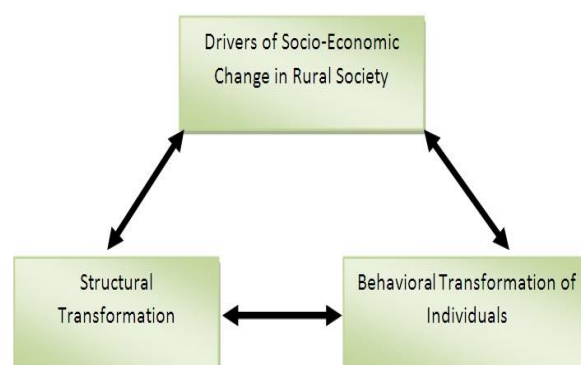 Drivers of Socio-Economic
Change in Rural Society
Structural
Transformation
Behavioral Transformation of
Individuals